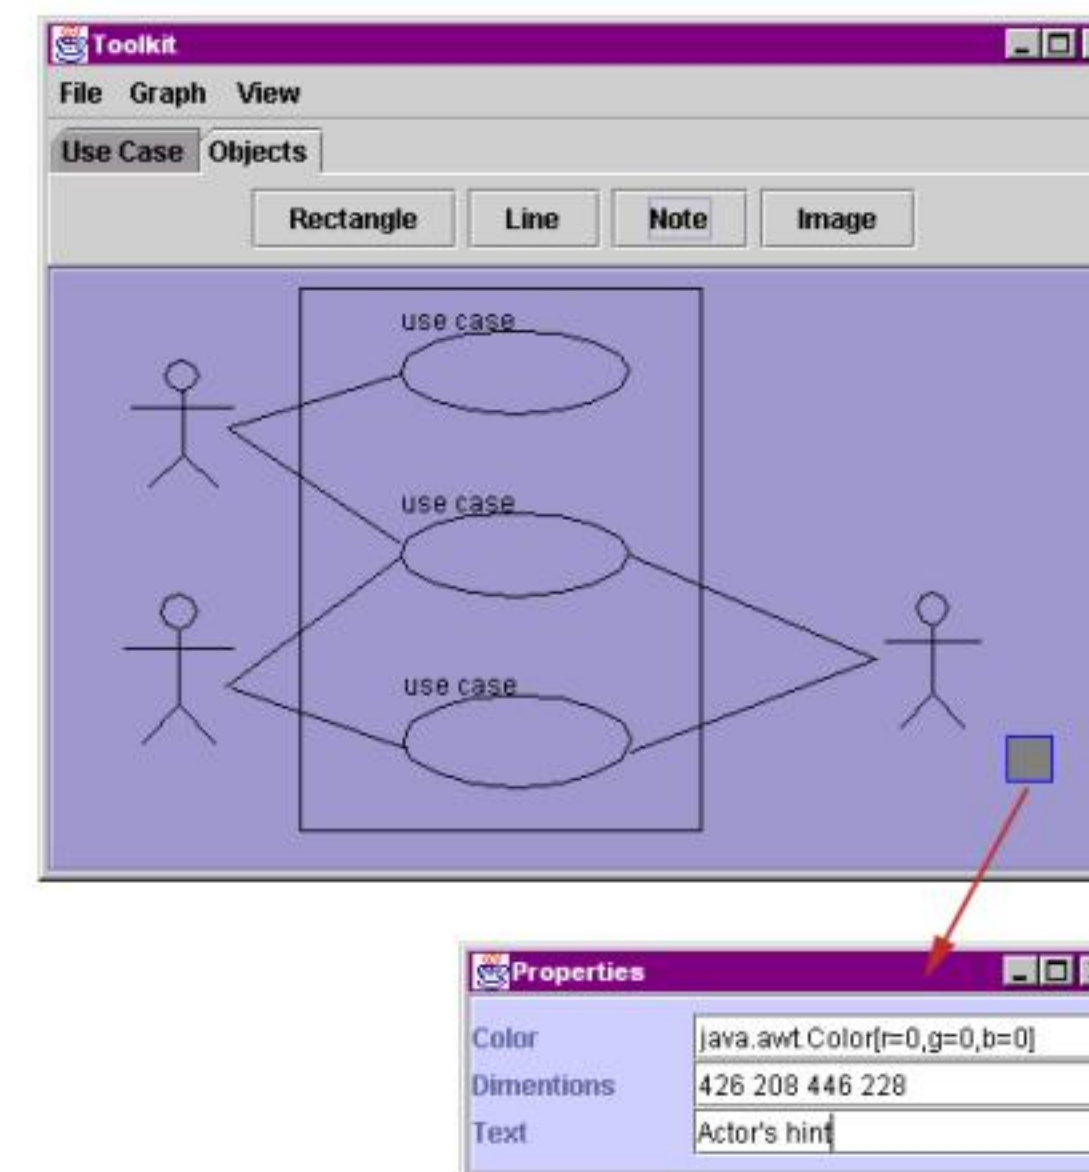 Toolkit
File Graph View
Use Case Objects
Rectangle Line Note Image
use case
use case
use case
Properties
Color java.awt.Color[r=0,g=0,b=0]
Dimentions 426 208 446 228
Text Actor's hint